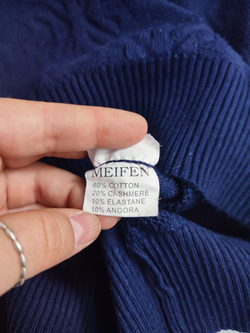 MEIFEN
60% COTTON
20% CASHMERE
10% ELASTANE
10% ANGORA